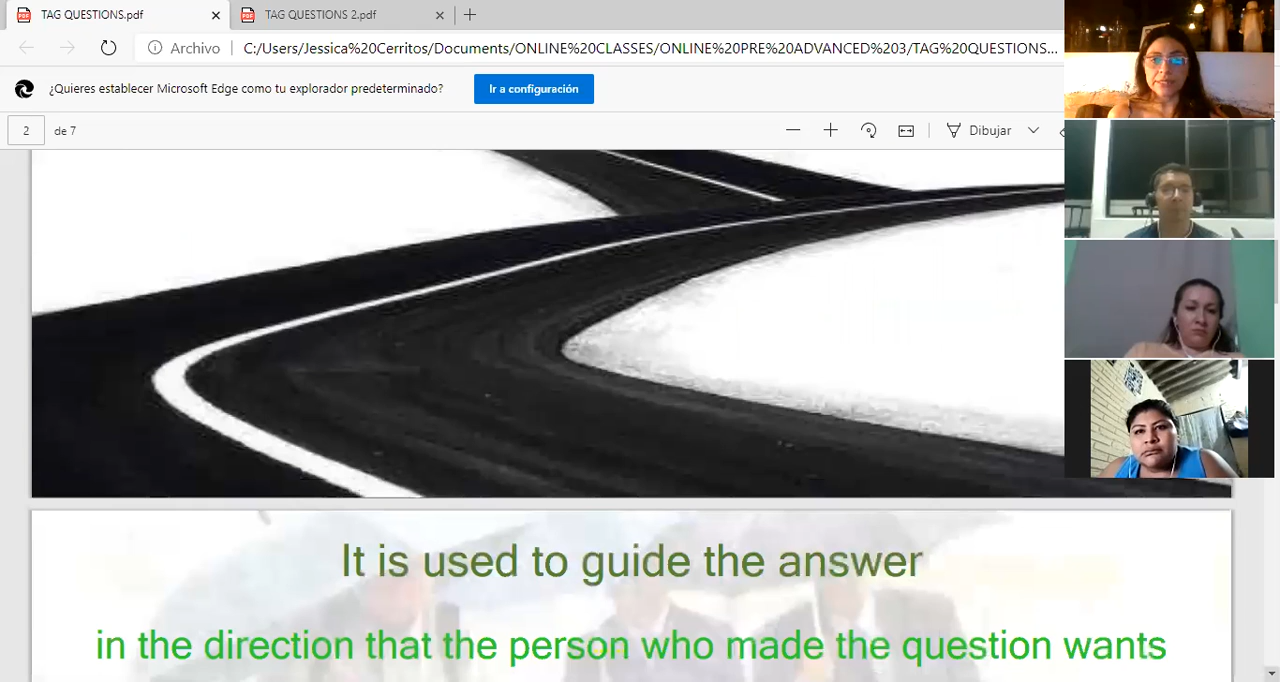 TAG QUESTIONS.pdf
TAG QUESTIONS 2.pdf
Archivo
C:/Users/Jessica%20Cerritos/Documents/ONLINE%20CLASSES/ONLINE%20PRE%20ADVANCED%203/TAG%20QUESTIONS...
¿Quieres establecer Microsoft Edge como tu explorador predeterminado?
Ir a configuración
2 de 7
Dibujar
It is used to guide the answer
in the direction that the person who made the question wants